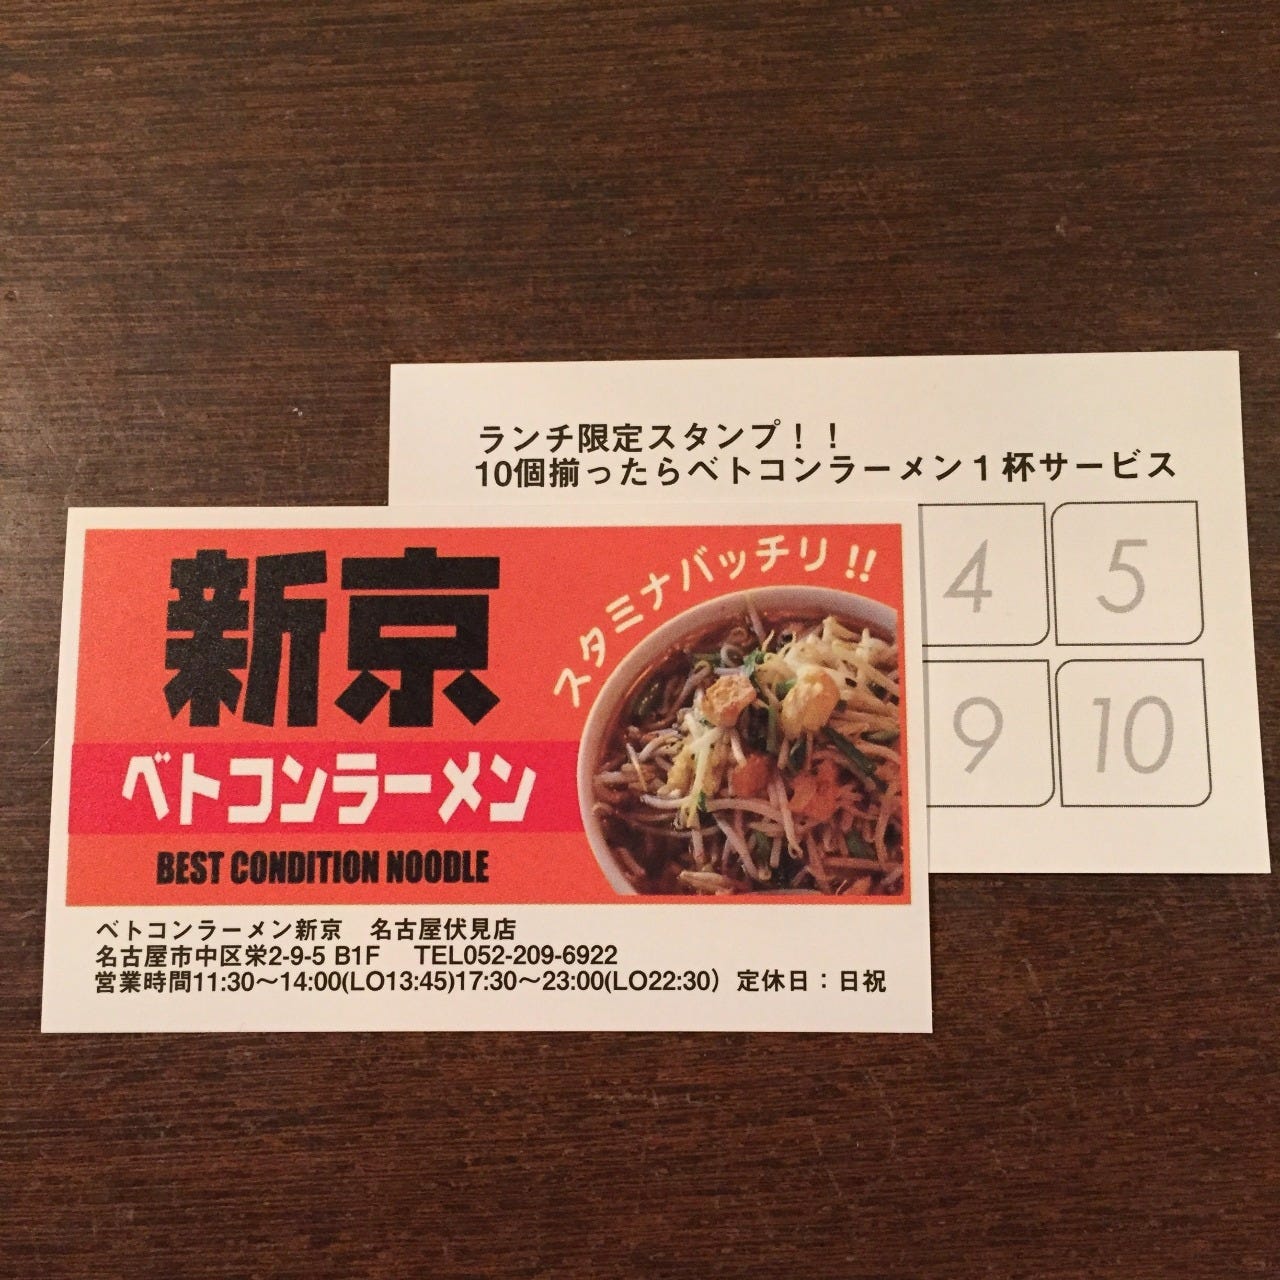 ランチ限定スタンプ！！
10個揃ったらベトコンラーメン１杯サービス
4 5
9 10
新京
スタミナバッチリ!!
ベトコンラーメン
BEST CONDITION NOODLE
ベトコンラーメン新京　名古屋伏見店
名古屋市中区栄2-9-5 B1F　TEL052-209-6922
営業時間11:30～14:00(LO13:45)17:30～23:00(LO22:30）定休日：日祝